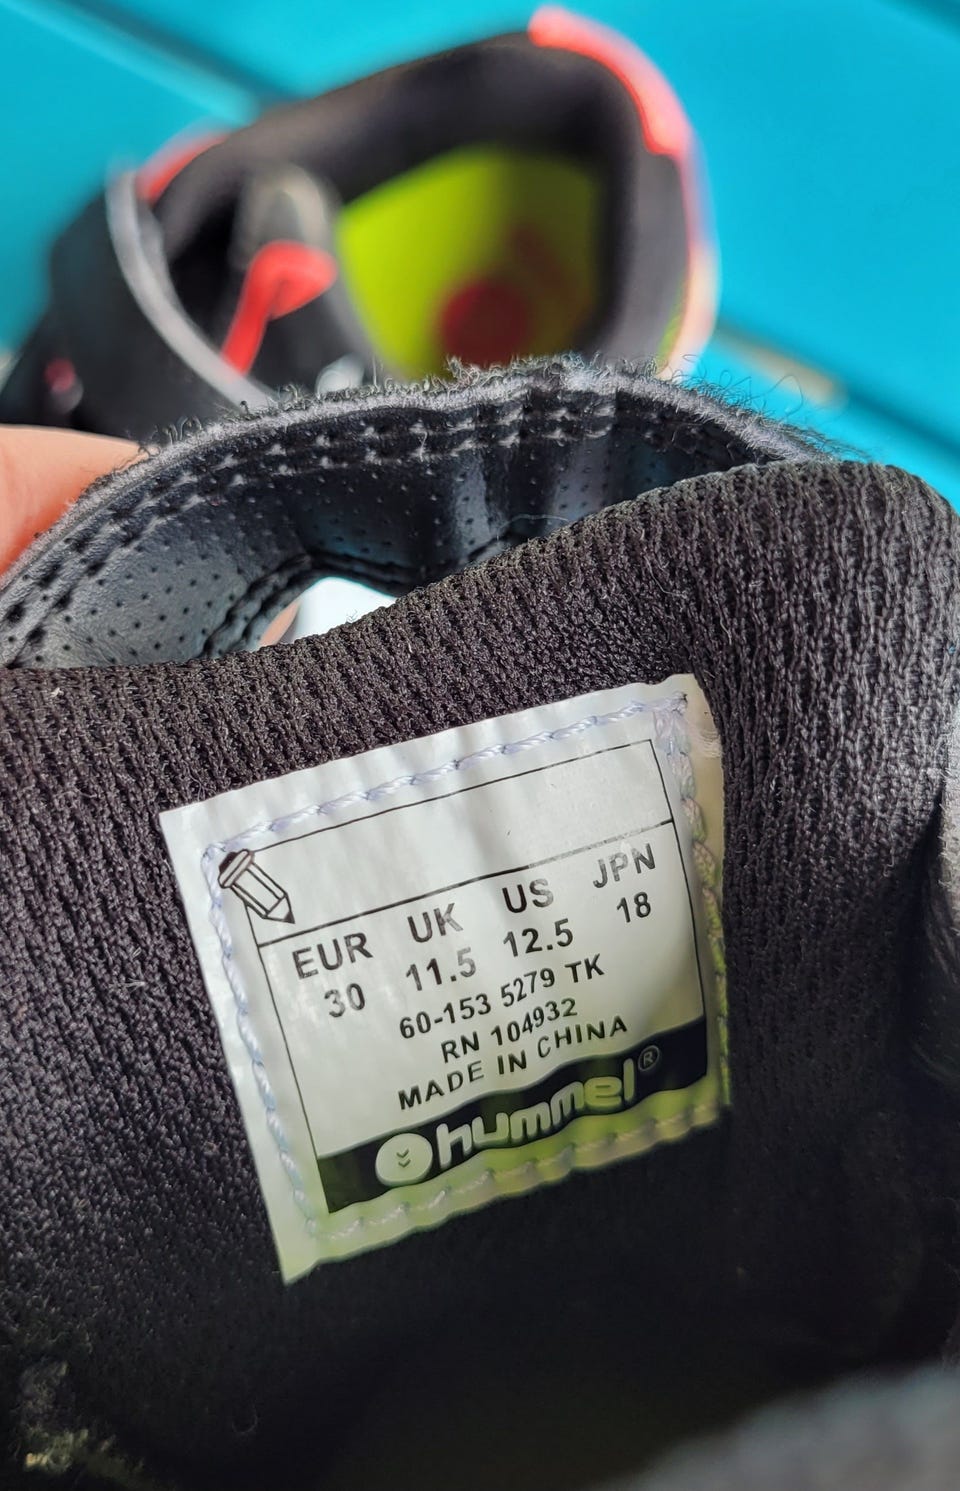 EUR UK US JPN
30 11.5 12.5 18
60-153 5279 TK
RN 104932
MADE IN CHINA
hummel®